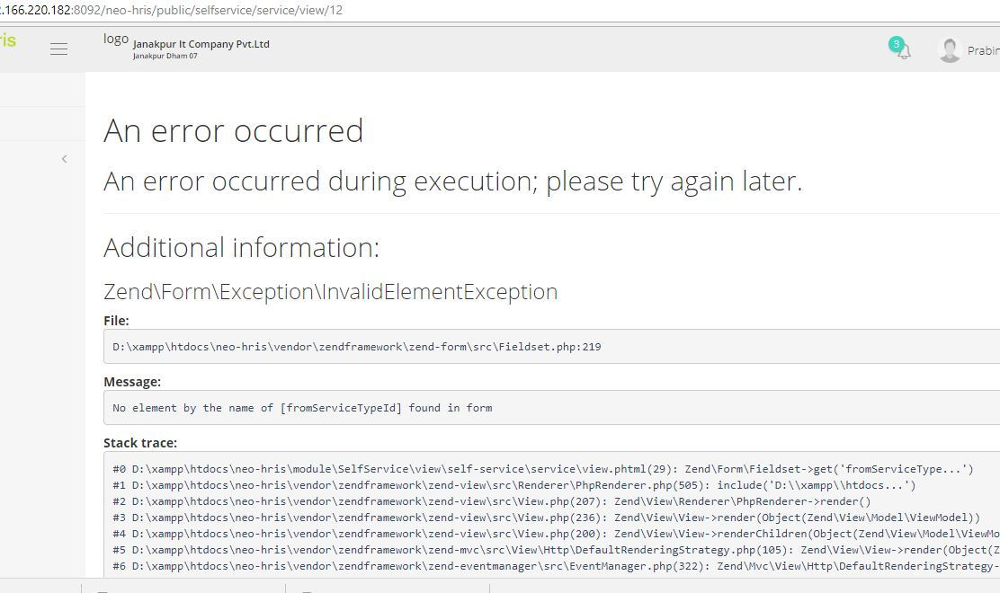 .166.220.182:8092/neo-hris/public/selfservice/service/view/12
ris
logo Janakpur It Company Pvt.Ltd
Janakpur Dham 07
3
Prabin
An error occurred
An error occurred during execution; please try again later.
Additional information:
Zend\Form\Exception\InvalidElementException
File:
D:\xampp\htdocs\neo-hris\vendor\zendframework\zend-form\src\Fieldset.php:219
Message:
No element by the name of [fromServiceTypeId] found in form
Stack trace:
#0 D:\xampp\htdocs\neo-hris\module\SelfService\view\self-service\service\view.phtml(29): Zend\Form\Fieldset->get('fromServiceType...')
#1 D:\xampp\htdocs\neo-hris\vendor\zendframework\zend-view\src\Renderer\PhpRenderer.php(505): include('D:\\xampp\\htdocs...')
#2 D:\xampp\htdocs\neo-hris\vendor\zendframework\zend-view\src\View.php(207): Zend\View\Renderer\PhpRenderer->render()
#3 D:\xampp\htdocs\neo-hris\vendor\zendframework\zend-view\src\View.php(236): Zend\View\View->render(Object(Zend\View\Model\ViewModel))
#4 D:\xampp\htdocs\neo-hris\vendor\zendframework\zend-view\src\View.php(200): Zend\View\View->renderChildren(Object(Zend\View\Model\ViewMo
#5 D:\xampp\htdocs\neo-hris\vendor\zendframework\zend-mvc\src\View\Http\DefaultRenderingStrategy.php(105): Zend\View\View->render(Object(Z
#6 D:\xampp\htdocs\neo-hris\vendor\zendframework\zend-eventmanager\src\EventManager.php(322): Zend\Mvc\View\Http\DefaultRenderingStrategy-